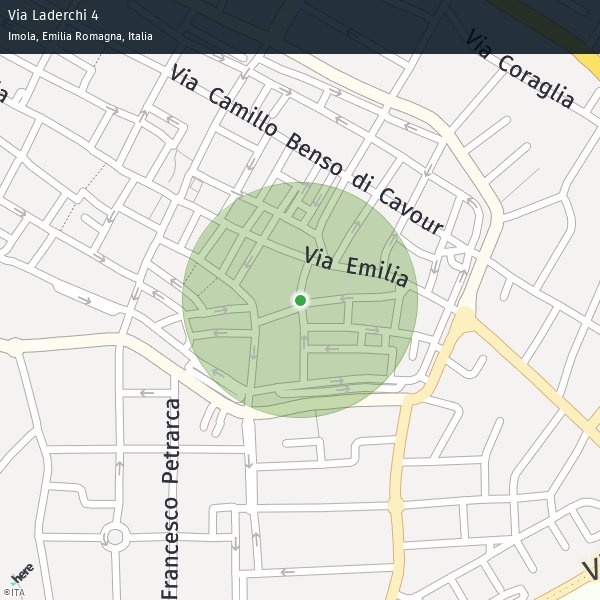 Via Laderchi 4
Imola, Emilia Romagna, Italia
Via Coraglia
Via Camillo Benso di Cavour
Via Emilia
Francesco Petrarca
here
©ITA